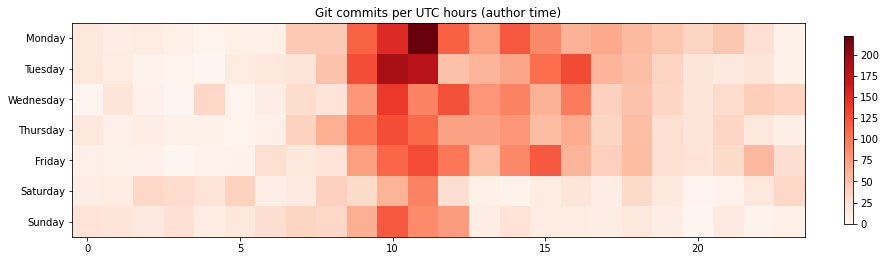 Git commits per UTC hours (author time)
Monday
Tuesday
Wednesday
Thursday
Friday
Saturday
Sunday
0 5 10 15 20
200
175
150
125
100
75
50
25
0